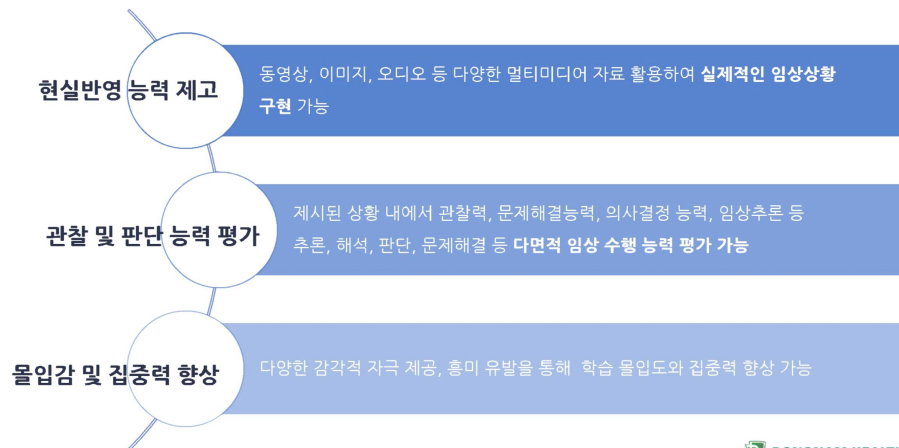 현실반영 능력 제고
동영상, 이미지, 오디오 등 다양한 멀티미디어 자료 활용하여 실제적인 임상상황
구현 가능
관찰 및 판단 능력 평가
제시된 상황 내에서 관찰력, 문제해결능력, 의사결정 능력, 임상추론 등
추론, 해석, 판단, 문제해결 등 다면적 임상 수행 능력 평가 가능
몰입감 및 집중력 향상
다양한 감각적 자극 제공, 흥미 유발을 통해 학습 몰입도와 집중력 향상 가능